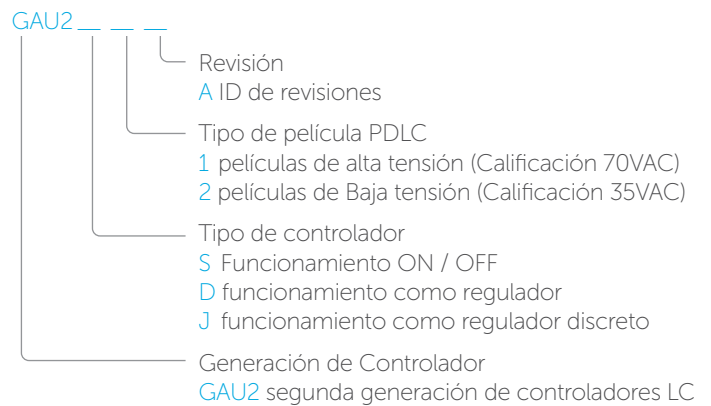 GAU2 __ __ __
Revisión
A ID de revisiones
Tipo de película PDLC
1 películas de alta tensión (Calificación 70VAC)
2 películas de Baja tensión (Calificación 35VAC)
Tipo de controlador
S Funcionamiento ON / OFF
D funcionamiento como regulador
J funcionamiento como regulador discreto
Generación de Controlador
GAU2 segunda generación de controladores LC